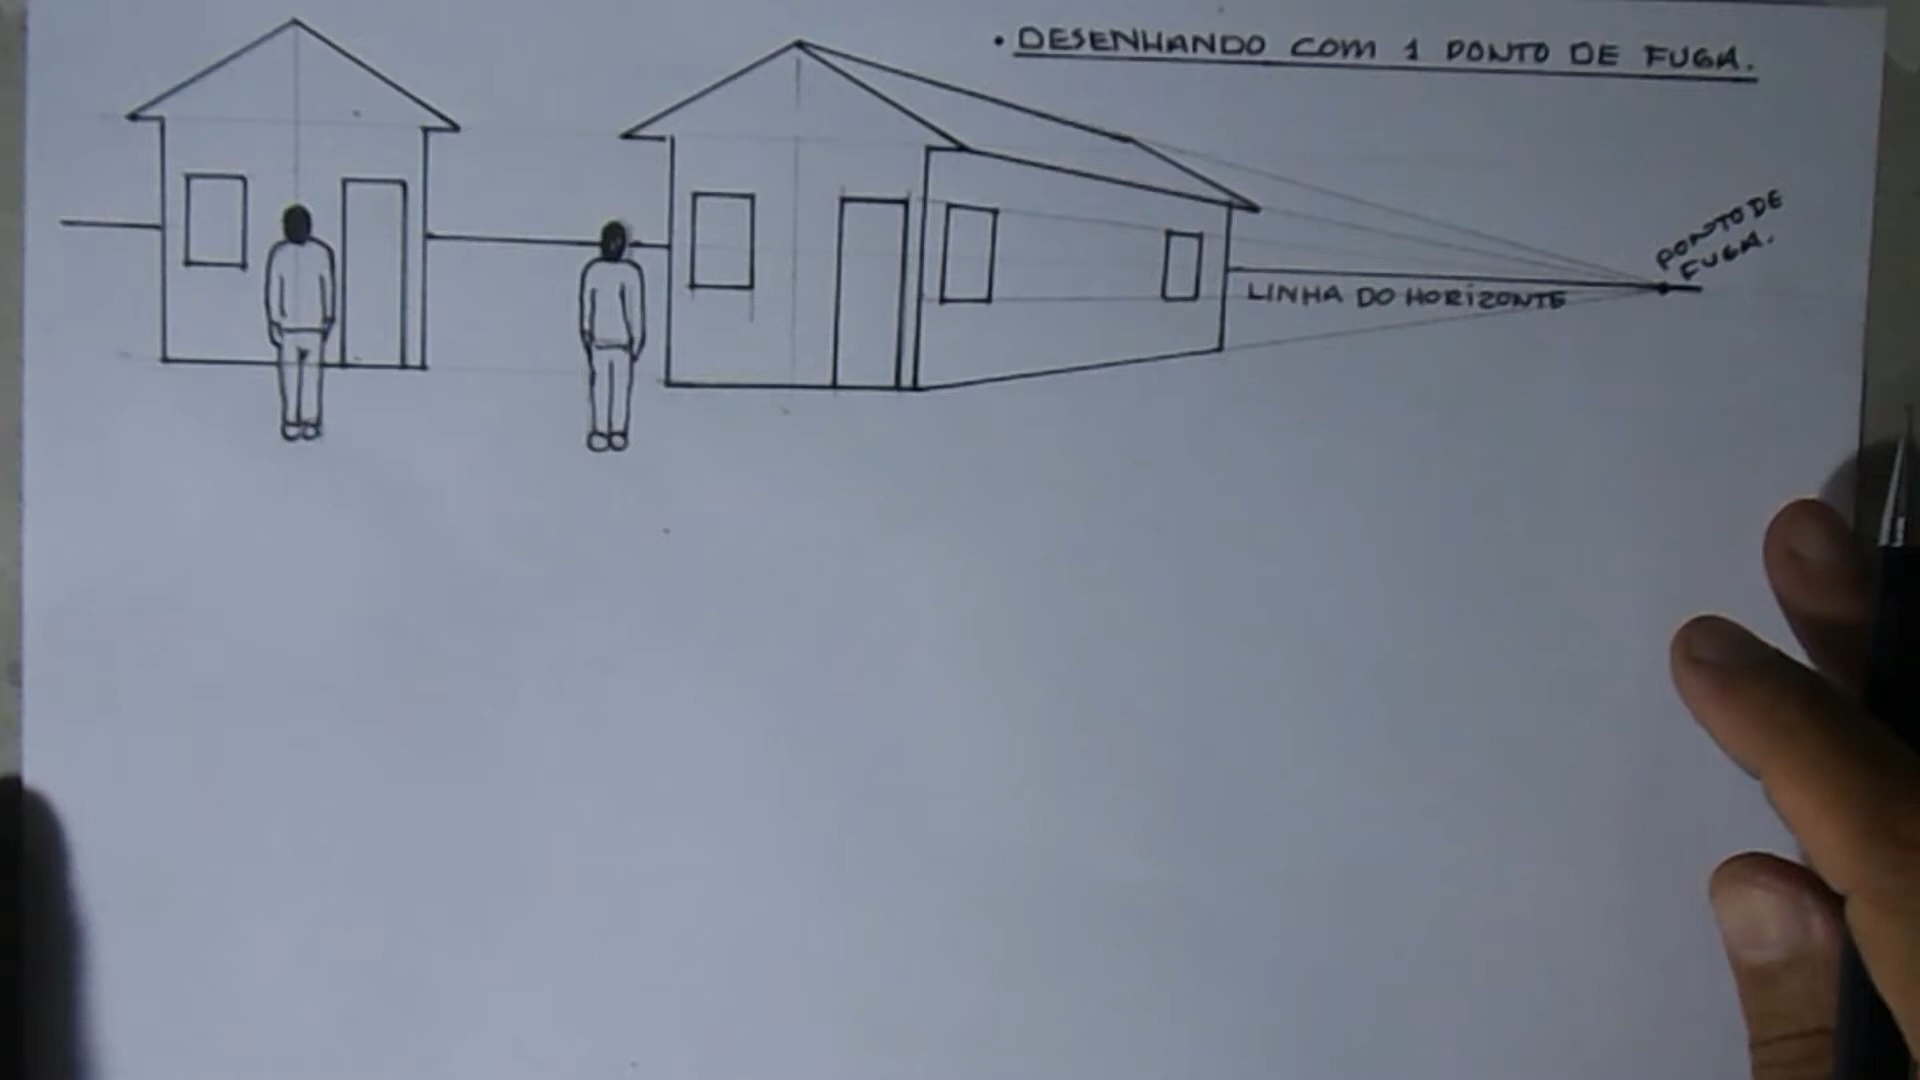 • DESENHANDO COM 1 PONTO DE FUGA.
PONTO DE
FUGA.
LINHA DO HORIZONTE